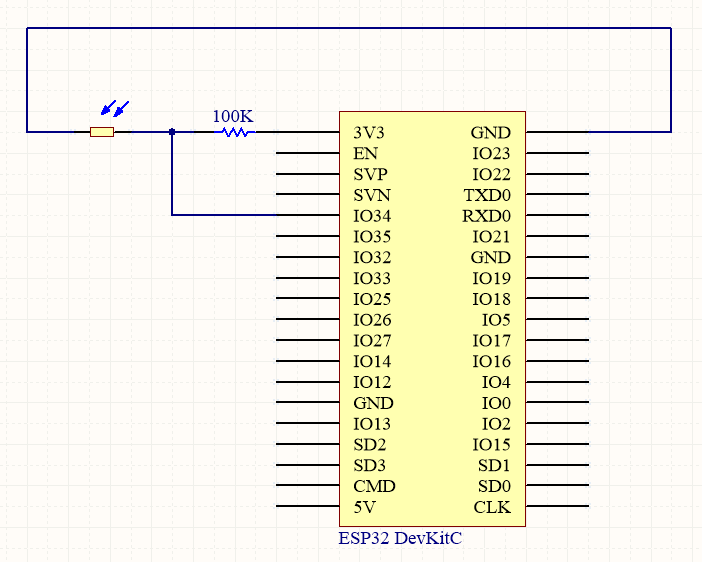 100K
3V3 GND
EN IO23
SVP IO22
SVN TXD0
IO34 RXD0
IO35 IO21
IO32 GND
IO33 IO19
IO25 IO18
IO26 IO5
IO27 IO17
IO14 IO16
IO12 IO4
GND IO0
IO13 IO2
SD2 IO15
SD3 SD1
CMD SD0
5V CLK
ESP32 DevKitC